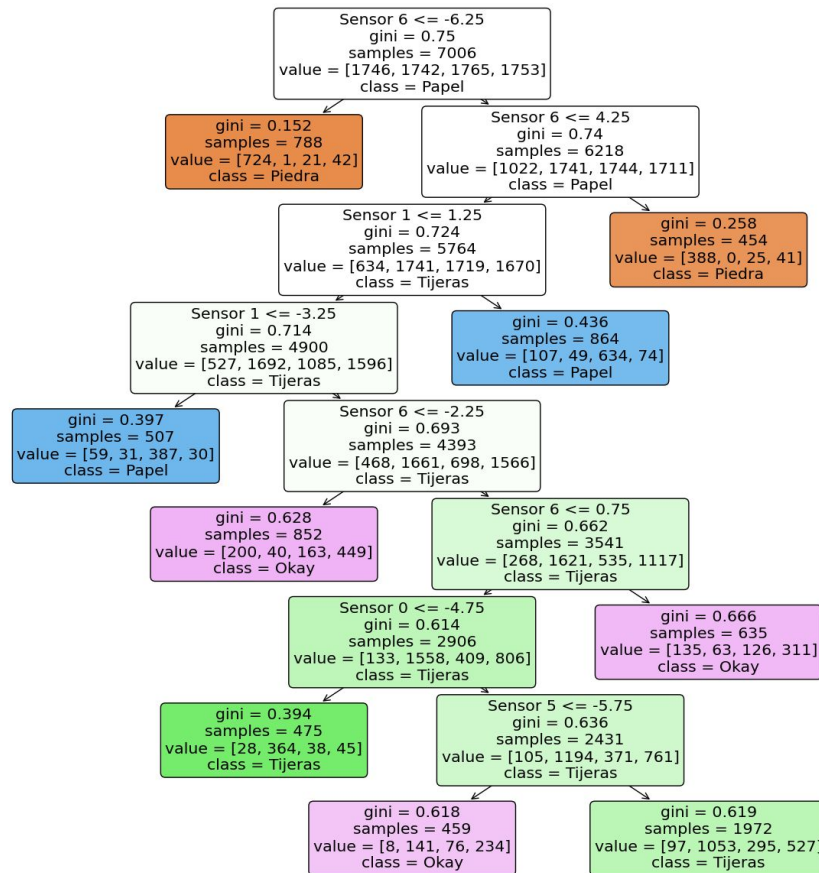 Sensor 6 <= -6.25
gini = 0.75
samples = 7006
value = [1746, 1742, 1765, 1753]
class = Papel
gini = 0.152
samples = 788
value = [724, 1, 21, 42]
class = Piedra
Sensor 6 <= 4.25
gini = 0.74
samples = 6218
value = [1022, 1741, 1744, 1711]
class = Papel
Sensor 1 <= 1.25
gini = 0.724
samples = 5764
value = [634, 1741, 1719, 1670]
class = Tijeras
gini = 0.258
samples = 454
value = [388, 0, 25, 41]
class = Piedra
Sensor 1 <= -3.25
gini = 0.714
samples = 4900
value = [527, 1692, 1085, 1596]
class = Tijeras
gini = 0.436
samples = 864
value = [107, 49, 634, 74]
class = Papel
gini = 0.397
samples = 507
value = [59, 31, 387, 30]
class = Papel
Sensor 6 <= -2.25
gini = 0.693
samples = 4393
value = [468, 1661, 698, 1566]
class = Tijeras
gini = 0.628
samples = 852
value = [200, 40, 163, 449]
class = Okay
Sensor 6 <= 0.75
gini = 0.662
samples = 3541
value = [268, 1621, 535, 1117]
class = Tijeras
Sensor 0 <= -4.75
gini = 0.614
samples = 2906
value = [133, 1558, 409, 806]
class = Tijeras
gini = 0.666
samples = 635
value = [135, 63, 126, 311]
class = Okay
gini = 0.394
samples = 475
value = [28, 364, 38, 45]
class = Tijeras
Sensor 5 <= -5.75
gini = 0.636
samples = 2431
value = [105, 1194, 371, 761]
class = Tijeras
gini = 0.618
samples = 459
value = [8, 141, 76, 234]
class = Okay
gini = 0.619
samples = 1972
value = [97, 1053, 295, 527]
class = Tijeras